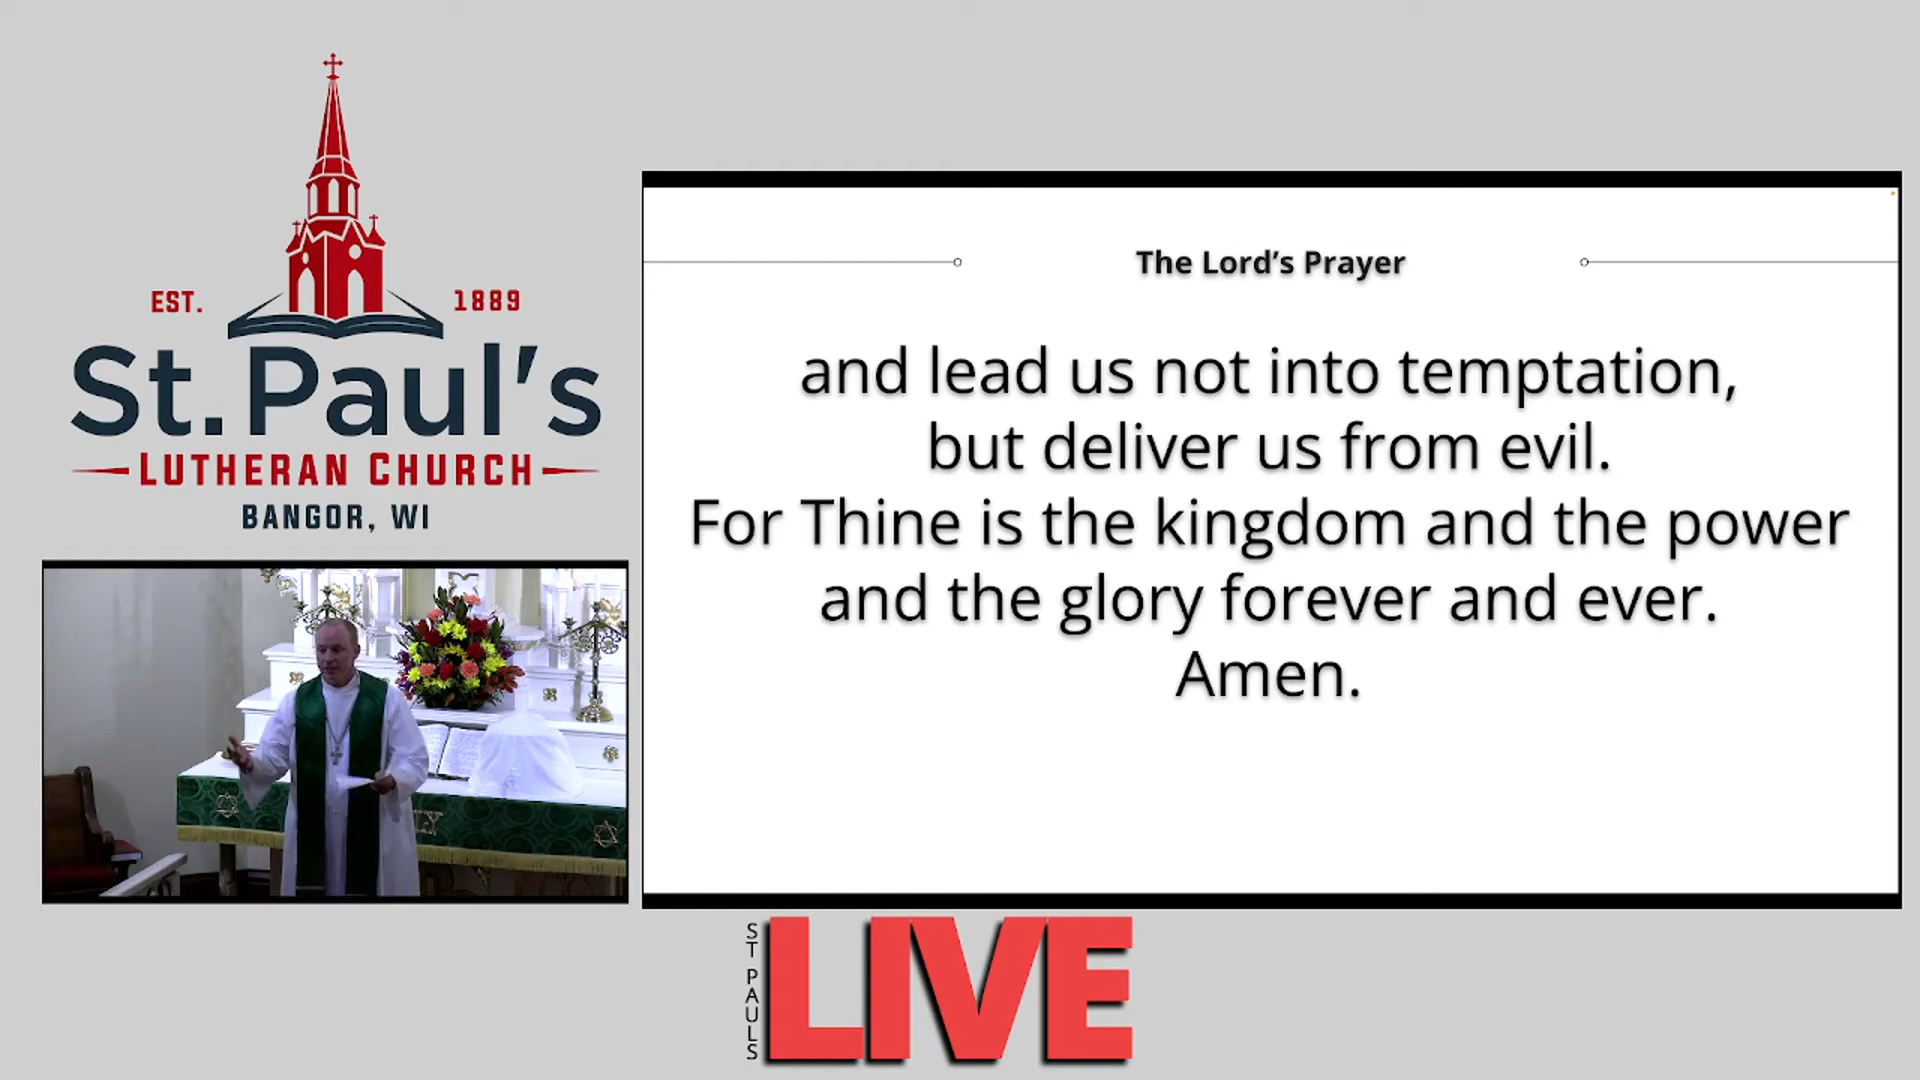 EST. 1889
St. Paul's
LUTHERAN CHURCH
BANGOR, WI
The Lord’s Prayer
and lead us not into temptation,
but deliver us from evil.
For Thine is the kingdom and the power
and the glory forever and ever.
Amen.
ST PAULS
LIVE